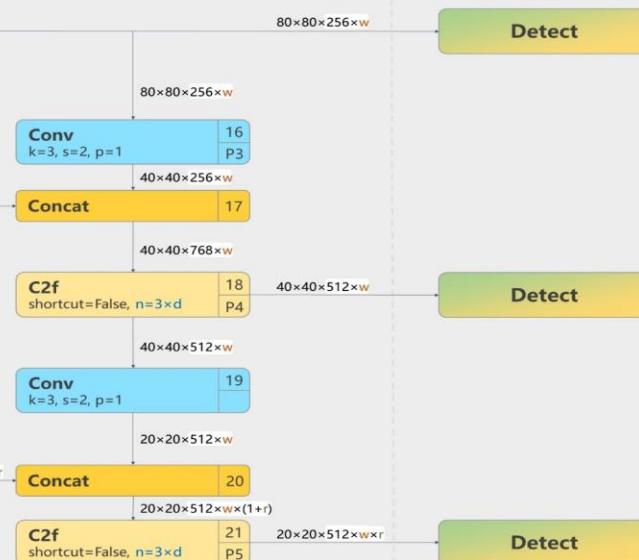 80×80×256×w
Detect
80×80×256×w
Conv
k=3, s=2, p=1
16
P3
40×40×256×w
Concat
17
40×40×768×w
C2f
shortcut=False, n=3×d
18
P4
40×40×512×w
Detect
40×40×512×w
Conv
k=3, s=2, p=1
19
20×20×512×w
Concat
20
20×20×512×w×(1+r)
C2f
shortcut=False, n=3×d
21
P5
20×20×512×w×r
Detect